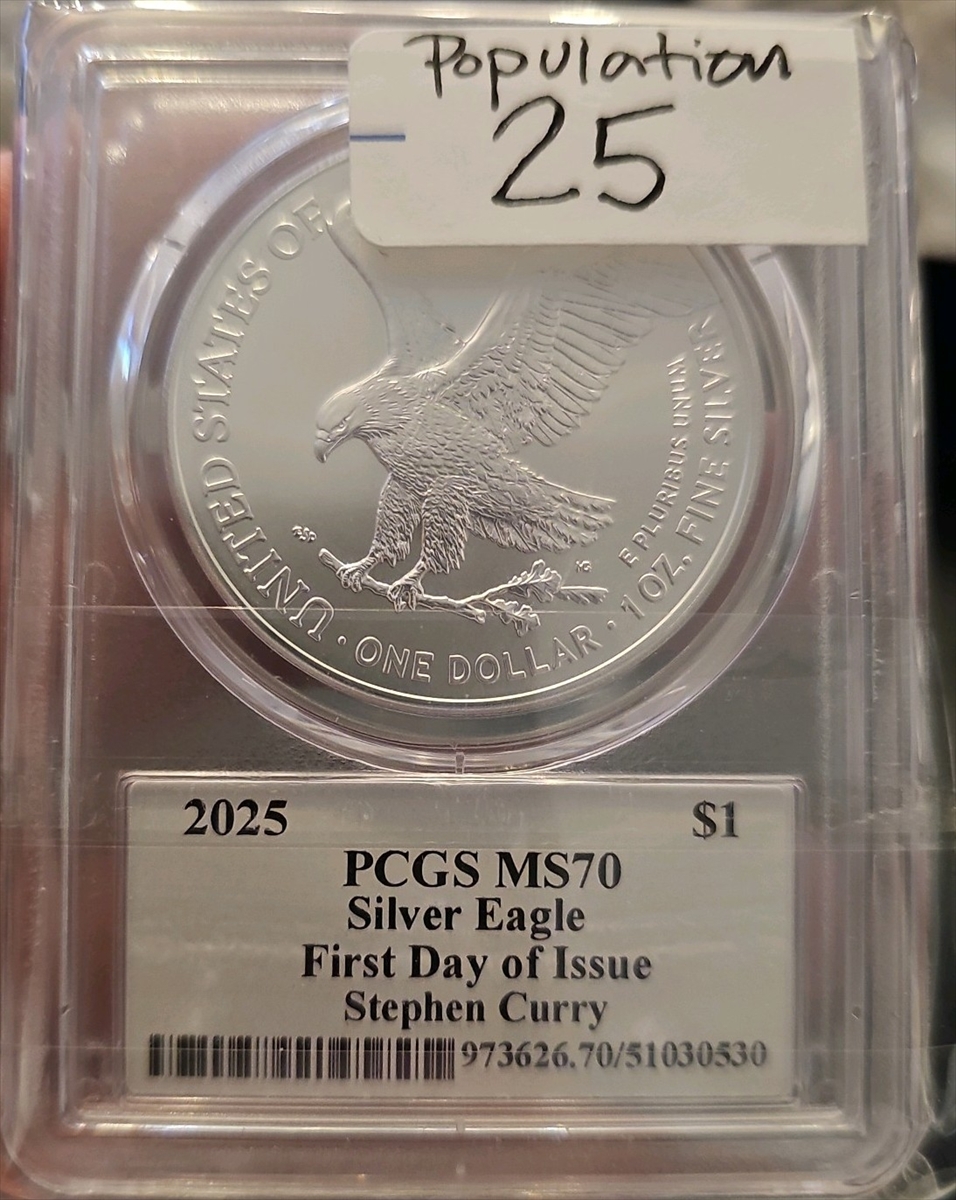 Population
25
UNITED STATES OF
E PLURIBUS UNUM
· ONE DOLLAR · 1 OZ. FINE SILVER
2025 $1
PCGS MS70
Silver Eagle
First Day of Issue
Stephen Curry
973626.70/51030530